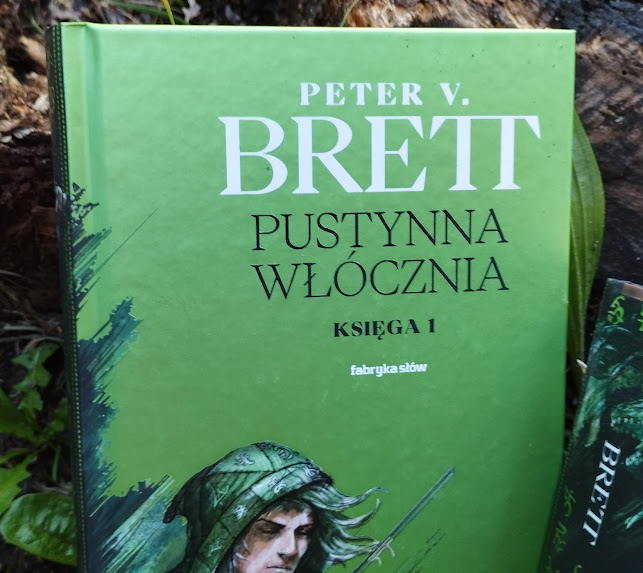 PETER V.
BRETT
PUSTYNNA
WŁÓCZNIA
KSIĘGA 1
fabryka słów
BRETT